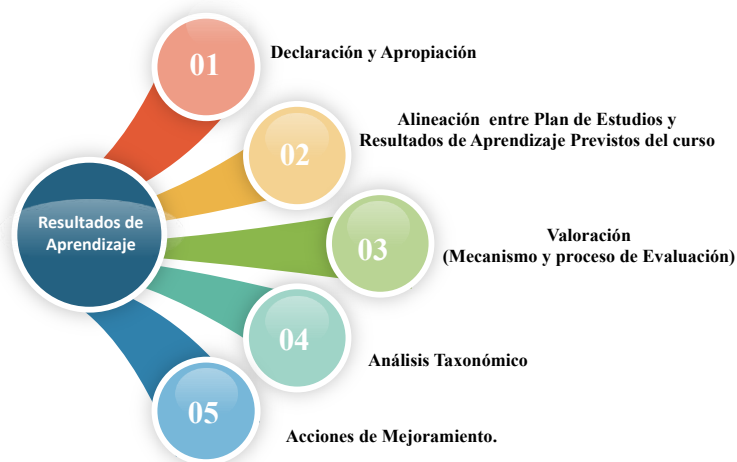 01
Declaración y Apropiación
02
Alineación entre Plan de Estudios y
Resultados de Aprendizaje Previstos del curso
Resultados de
Aprendizaje
03
Valoración
(Mecanismo y proceso de Evaluación)
04
Análisis Taxonómico
05
Acciones de Mejoramiento.